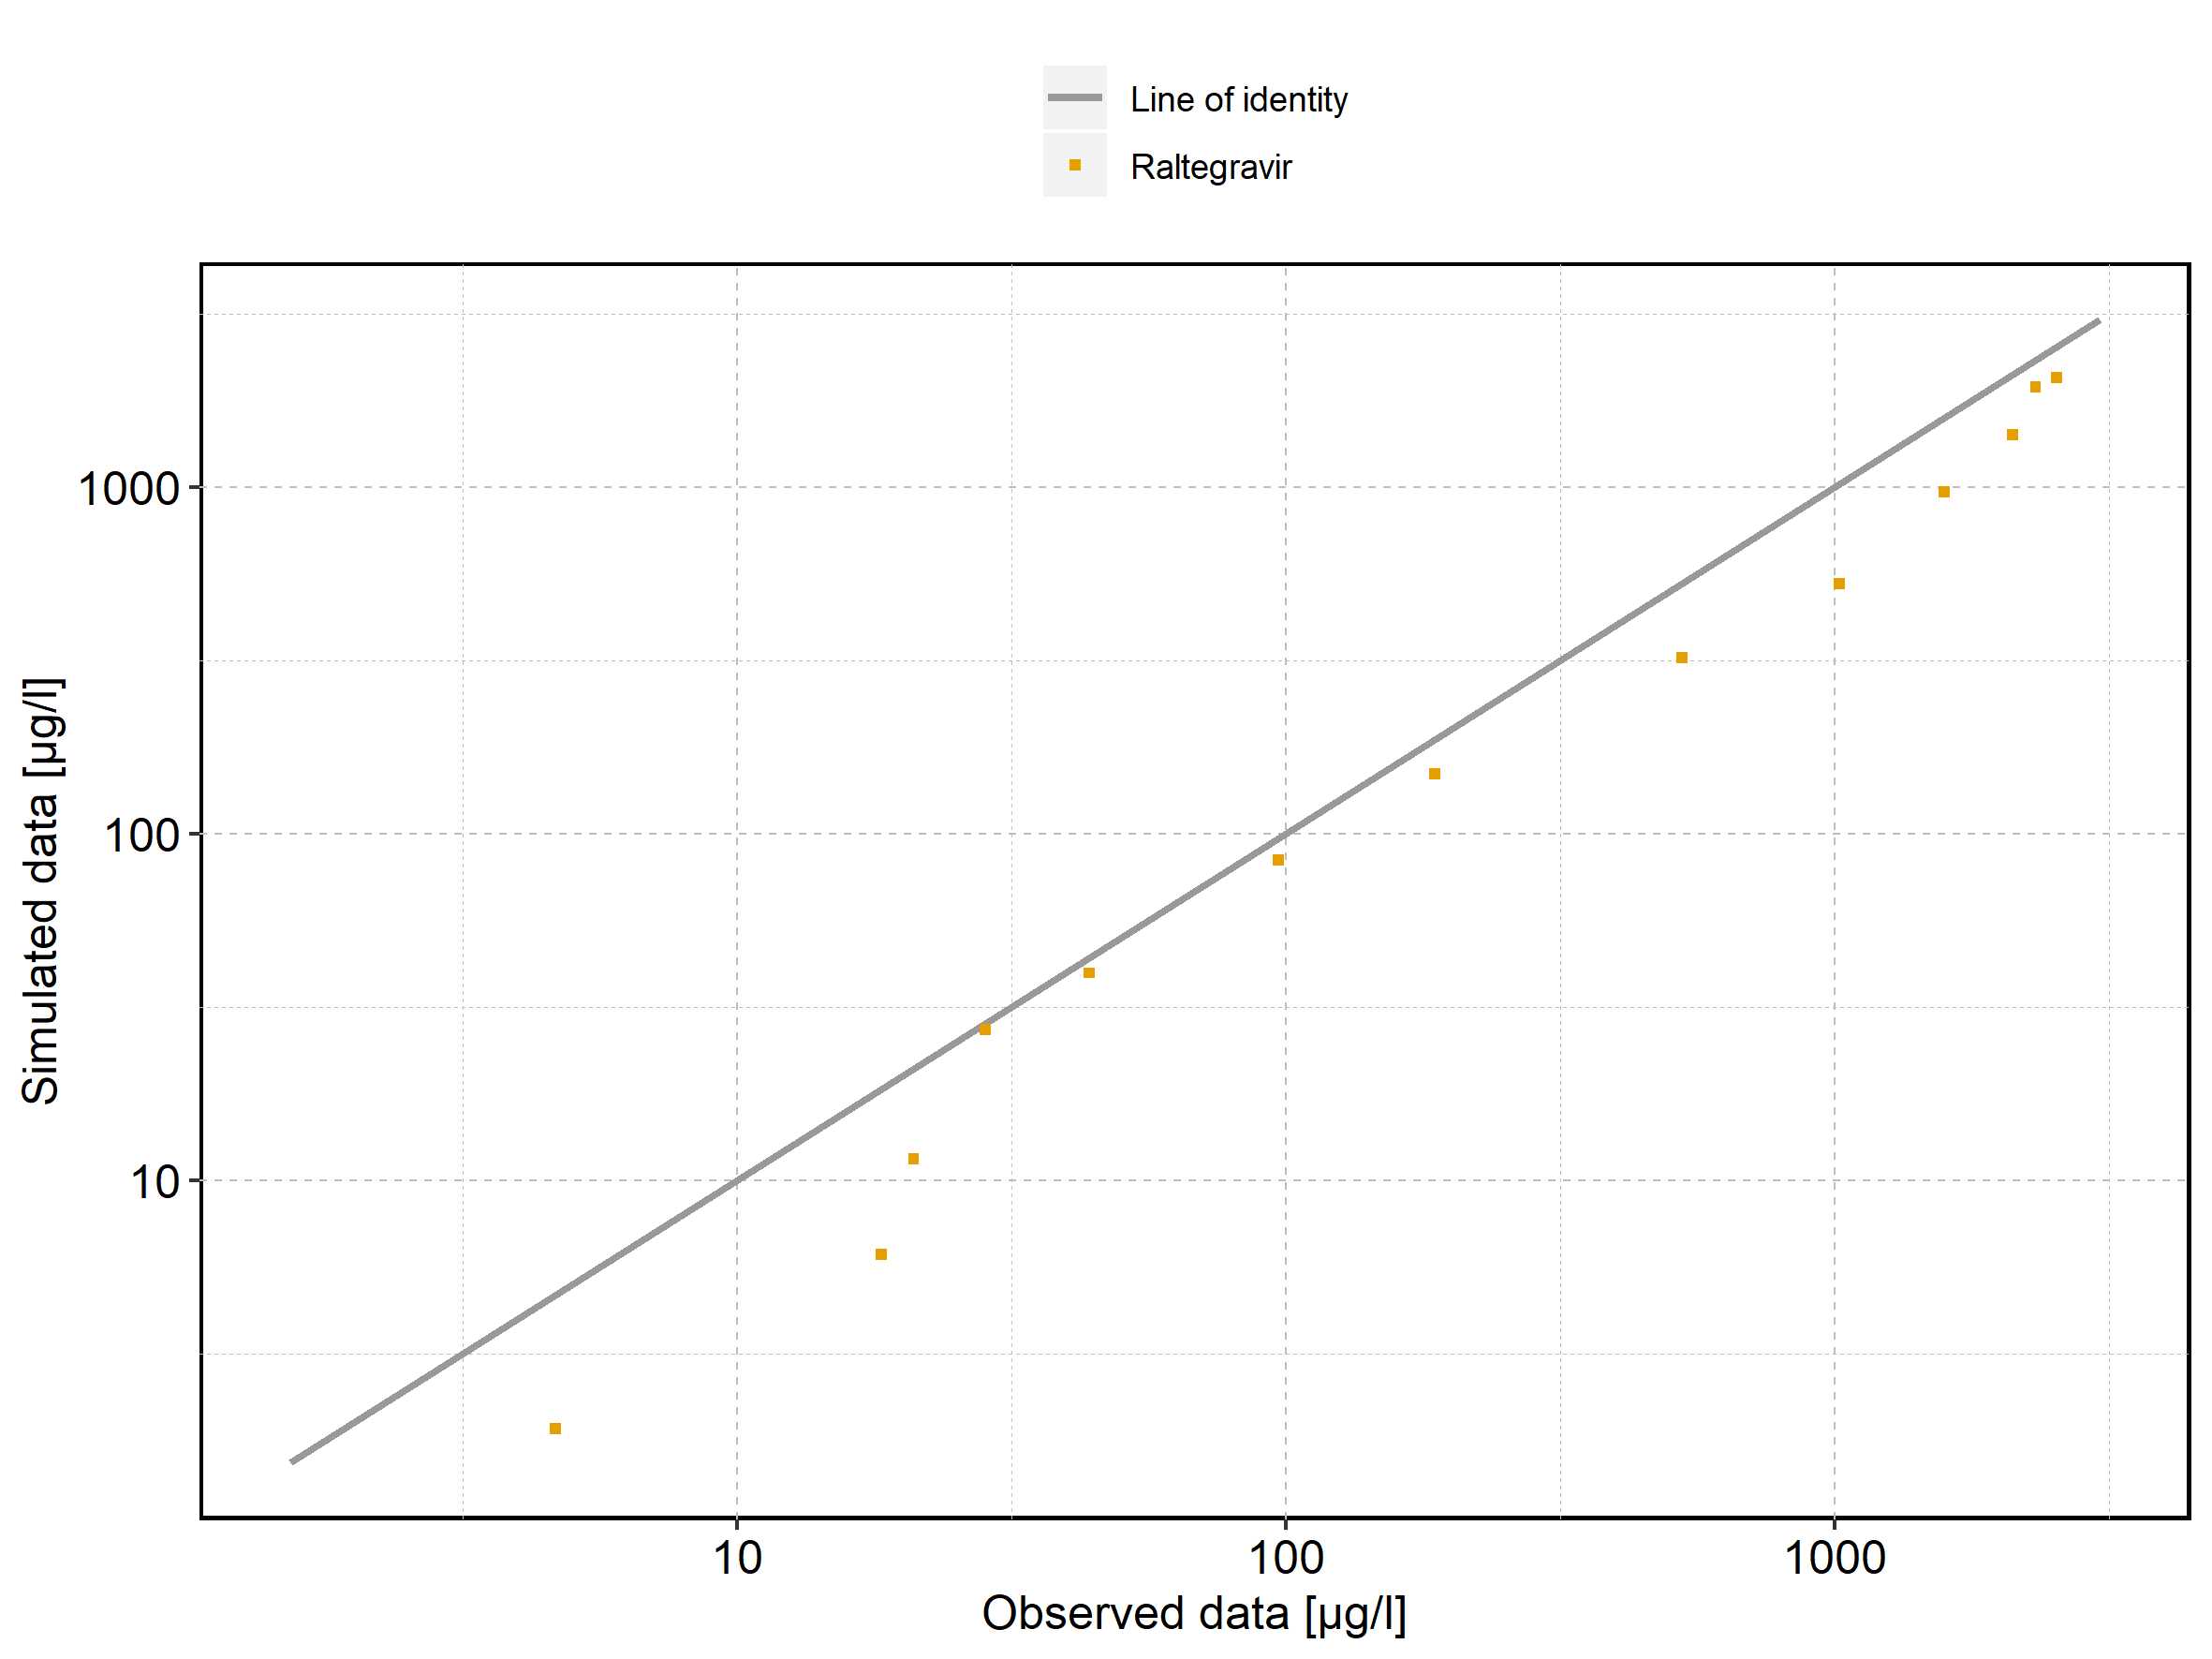 Line of identity
Raltegravir
1000
100
10
Simulated data [µg/l]
10 100 1000
Observed data [µg/l]